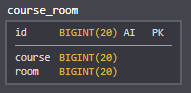 course_room
id BIGINT(20) AI PK
course BIGINT(20)
room BIGINT(20)